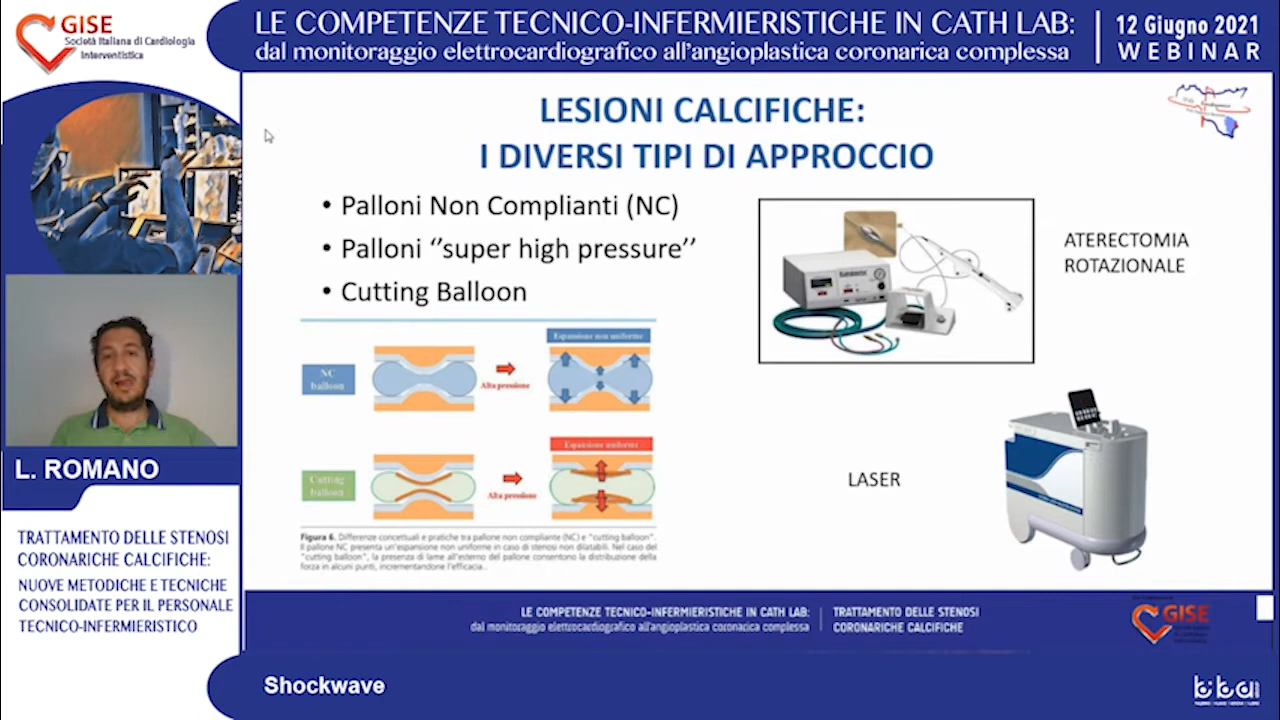 GISE
Società Italiana di Cardiologia
Interventistica
LE COMPETENZE TECNICO-INFERMIERISTICHE IN CATH LAB:
dal monitoraggio elettrocardiografico all'angioplastica coronarica complessa
12 Giugno 2021
WEBINAR
LESIONI CALCIFICHE:
I DIVERSI TIPI DI APPROCCIO
• Palloni Non Complianti (NC)
• Palloni ‘’super high pressure’’
• Cutting Balloon
ATERECTOMIA
ROTAZIONALE
LASER
NC
balloon
Alta pressione
Espansione non uniforme
Cutting
balloon
Alta pressione
Espansione uniforme
Figura 6. Differenze concettuali e pratiche tra pallone non compliante (NC) e "cutting balloon".
Il pallone NC presenta un'espansione non uniforme in caso di stenosi non dilatabili. Nel caso del
"cutting balloon", la presenza di lame all'esterno del pallone consentono la distribuzione della
forza in alcuni punti, incrementandone l'efficacia..
L. ROMANO
TRATTAMENTO DELLE STENOSI
CORONARICHE CALCIFICHE:
NUOVE METODICHE E TECNICHE
CONSOLIDATE PER IL PERSONALE
TECNICO-INFERMIERISTICO
LE COMPETENZE TECNICO-INFERMIERISTICHE IN CATH LAB:
dal monitoraggio elettrocardiografico all'angioplastica coronarica complessa
TRATTAMENTO DELLE STENOSI
CORONARICHE CALCIFICHE
GISE
Shockwave